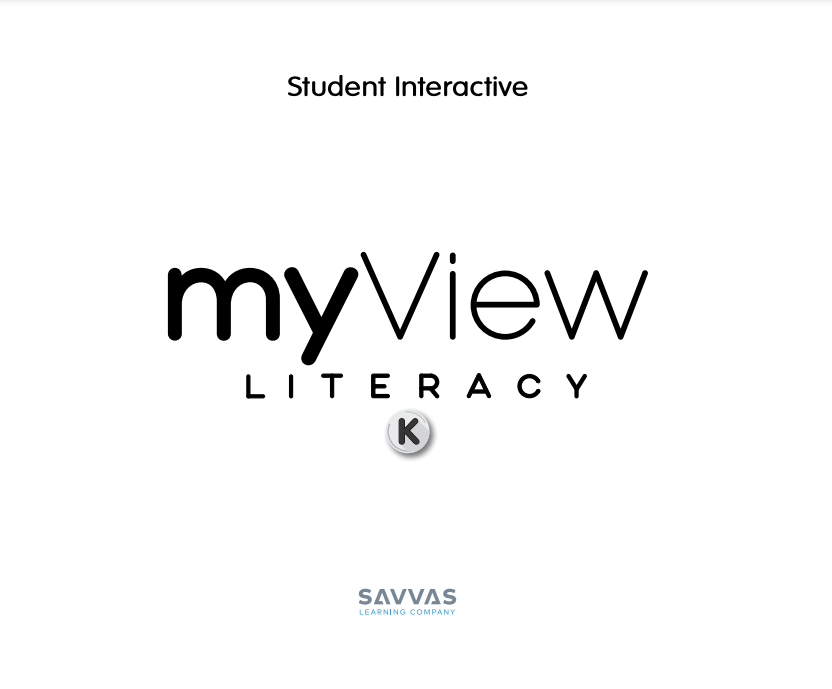 Student Interactive
myView
LITERACY
K
SAVVAS
LEARNING COMPANY